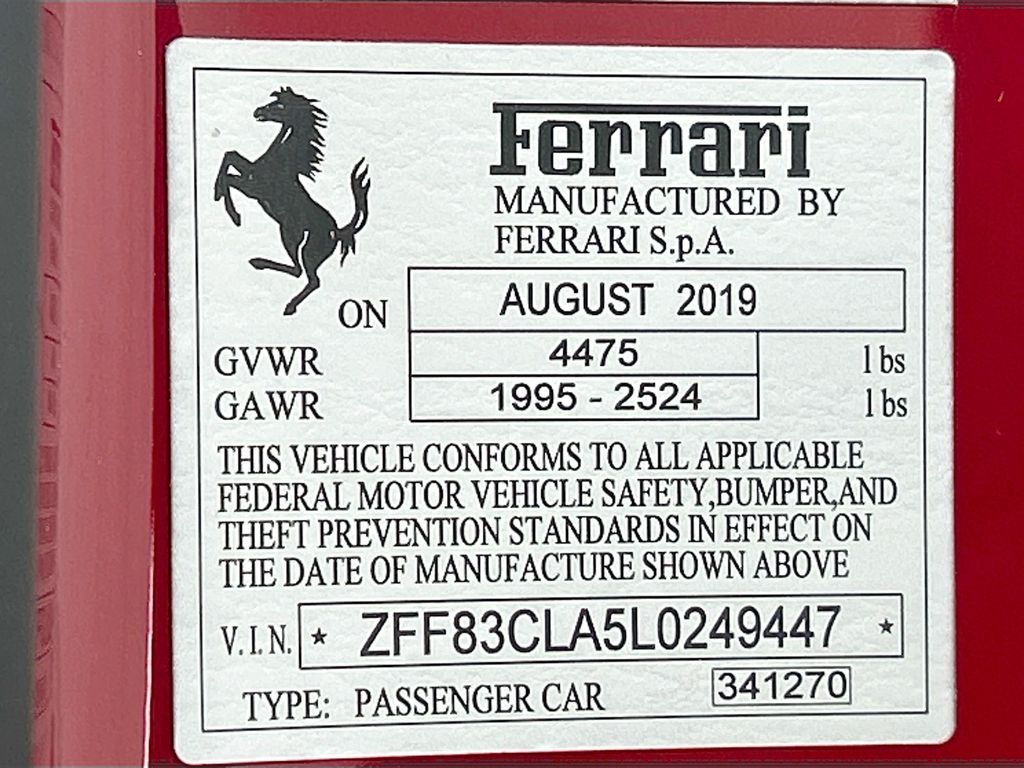 Ferrari
MANUFACTURED BY
FERRARI S.p.A.
ON AUGUST 2019
GVWR 4475 lbs
GAWR 1995 - 2524 lbs
THIS VEHICLE CONFORMS TO ALL APPLICABLE
FEDERAL MOTOR VEHICLE SAFETY,BUMPER,AND
THEFT PREVENTION STANDARDS IN EFFECT ON
THE DATE OF MANUFACTURE SHOWN ABOVE
V.I.N. * ZFF83CLA5L0249447 *
TYPE: PASSENGER CAR 341270